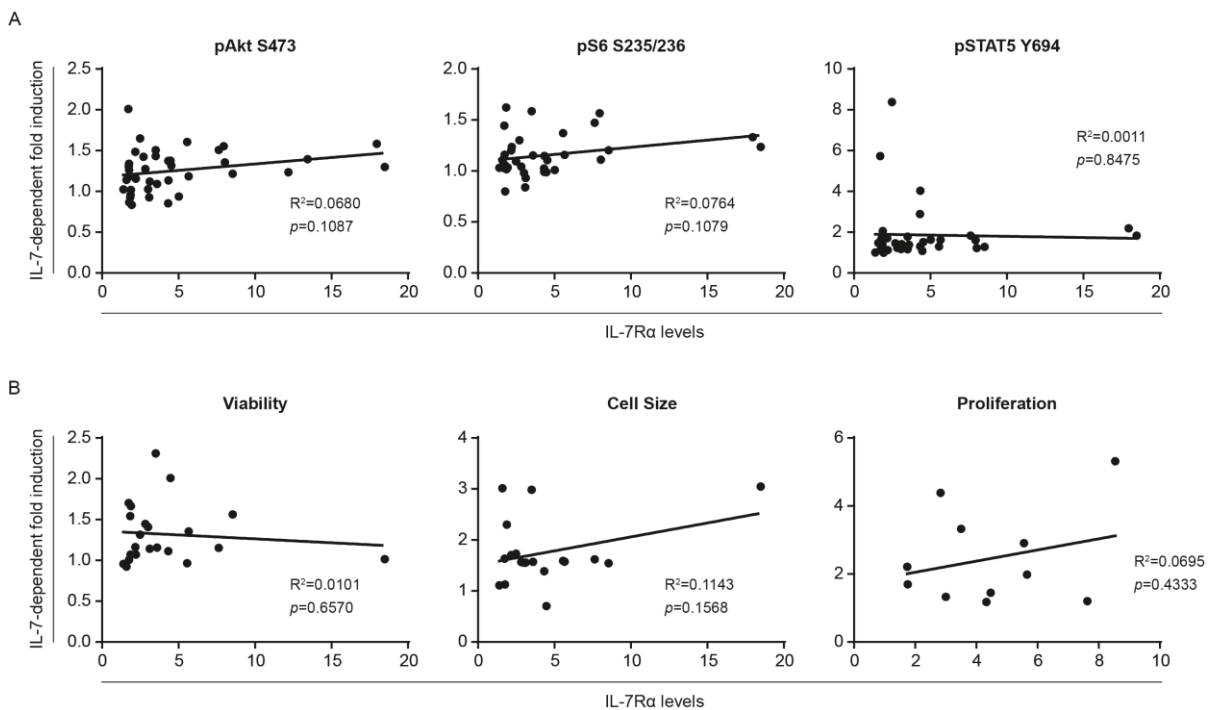 A
pAkt S473
pS6 S235/236
pSTAT5 Y694
IL-7-dependent fold induction
2.5
2.0
1.5
1.0
0.5
0.0
0
5
10
15
20
R²=0.0680
p=0.1087
2.0
1.5
1.0
0.5
0.0
0
5
10
15
20
R²=0.0764
p=0.1079
10
8
6
4
2
0
0
5
10
15
20
R²=0.0011
p=0.8475
IL-7Rα levels
B
Viability
Cell Size
Proliferation
IL-7-dependent fold induction
2.5
2.0
1.5
1.0
0.5
0.0
0
5
10
15
20
R²=0.0101
p=0.6570
4
3
2
1
0
0
5
10
15
20
R²=0.1143
p=0.1568
6
4
2
0
0
2
4
6
8
10
R²=0.0695
p=0.4333
IL-7Rα levels